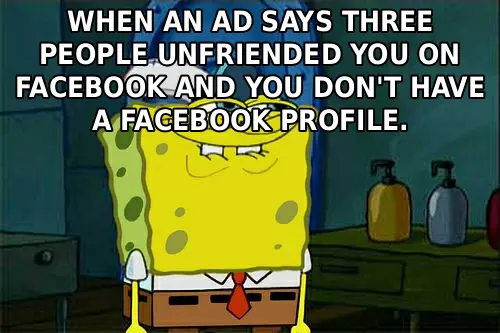 WHEN AN AD SAYS THREE
PEOPLE UNFRIENDED YOU ON
FACEBOOK AND YOU DON'T HAVE
A FACEBOOK PROFILE.